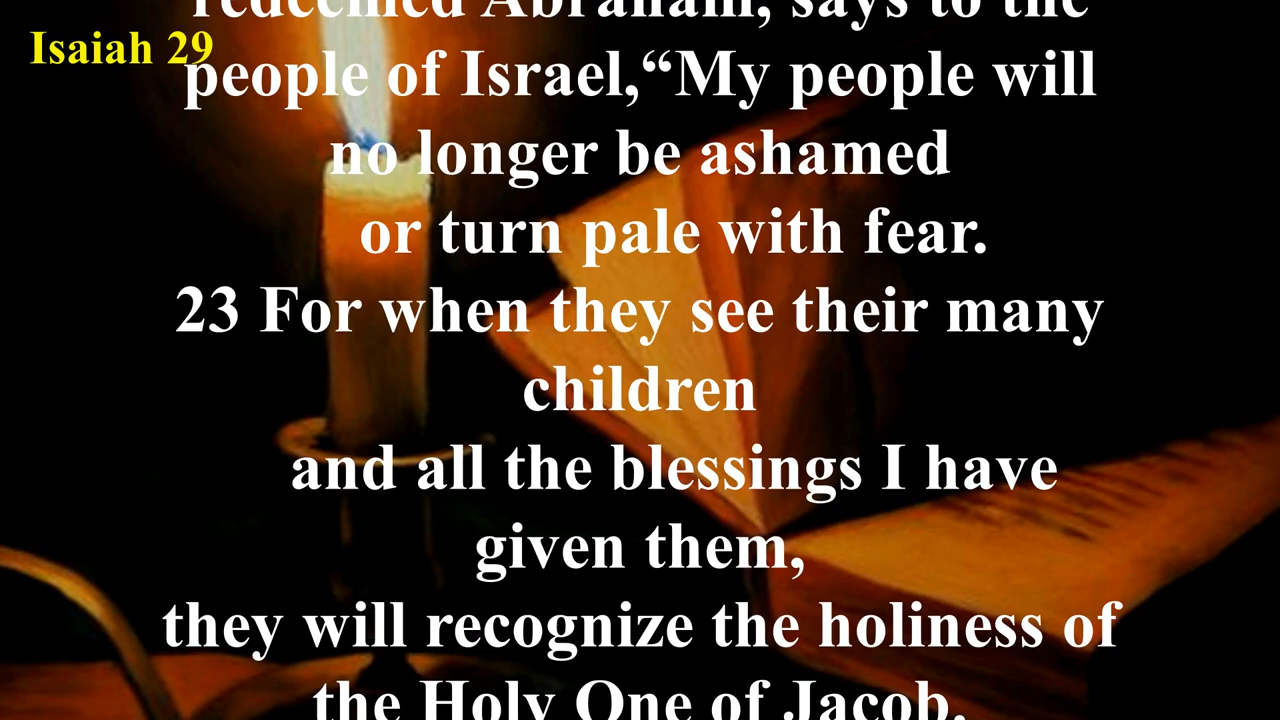 Isaiah 29
redeemed Abraham, says to the
people of Israel,“My people will
no longer be ashamed
or turn pale with fear.
23 For when they see their many
children
and all the blessings I have
given them,
they will recognize the holiness of
the Holy One of Jacob.